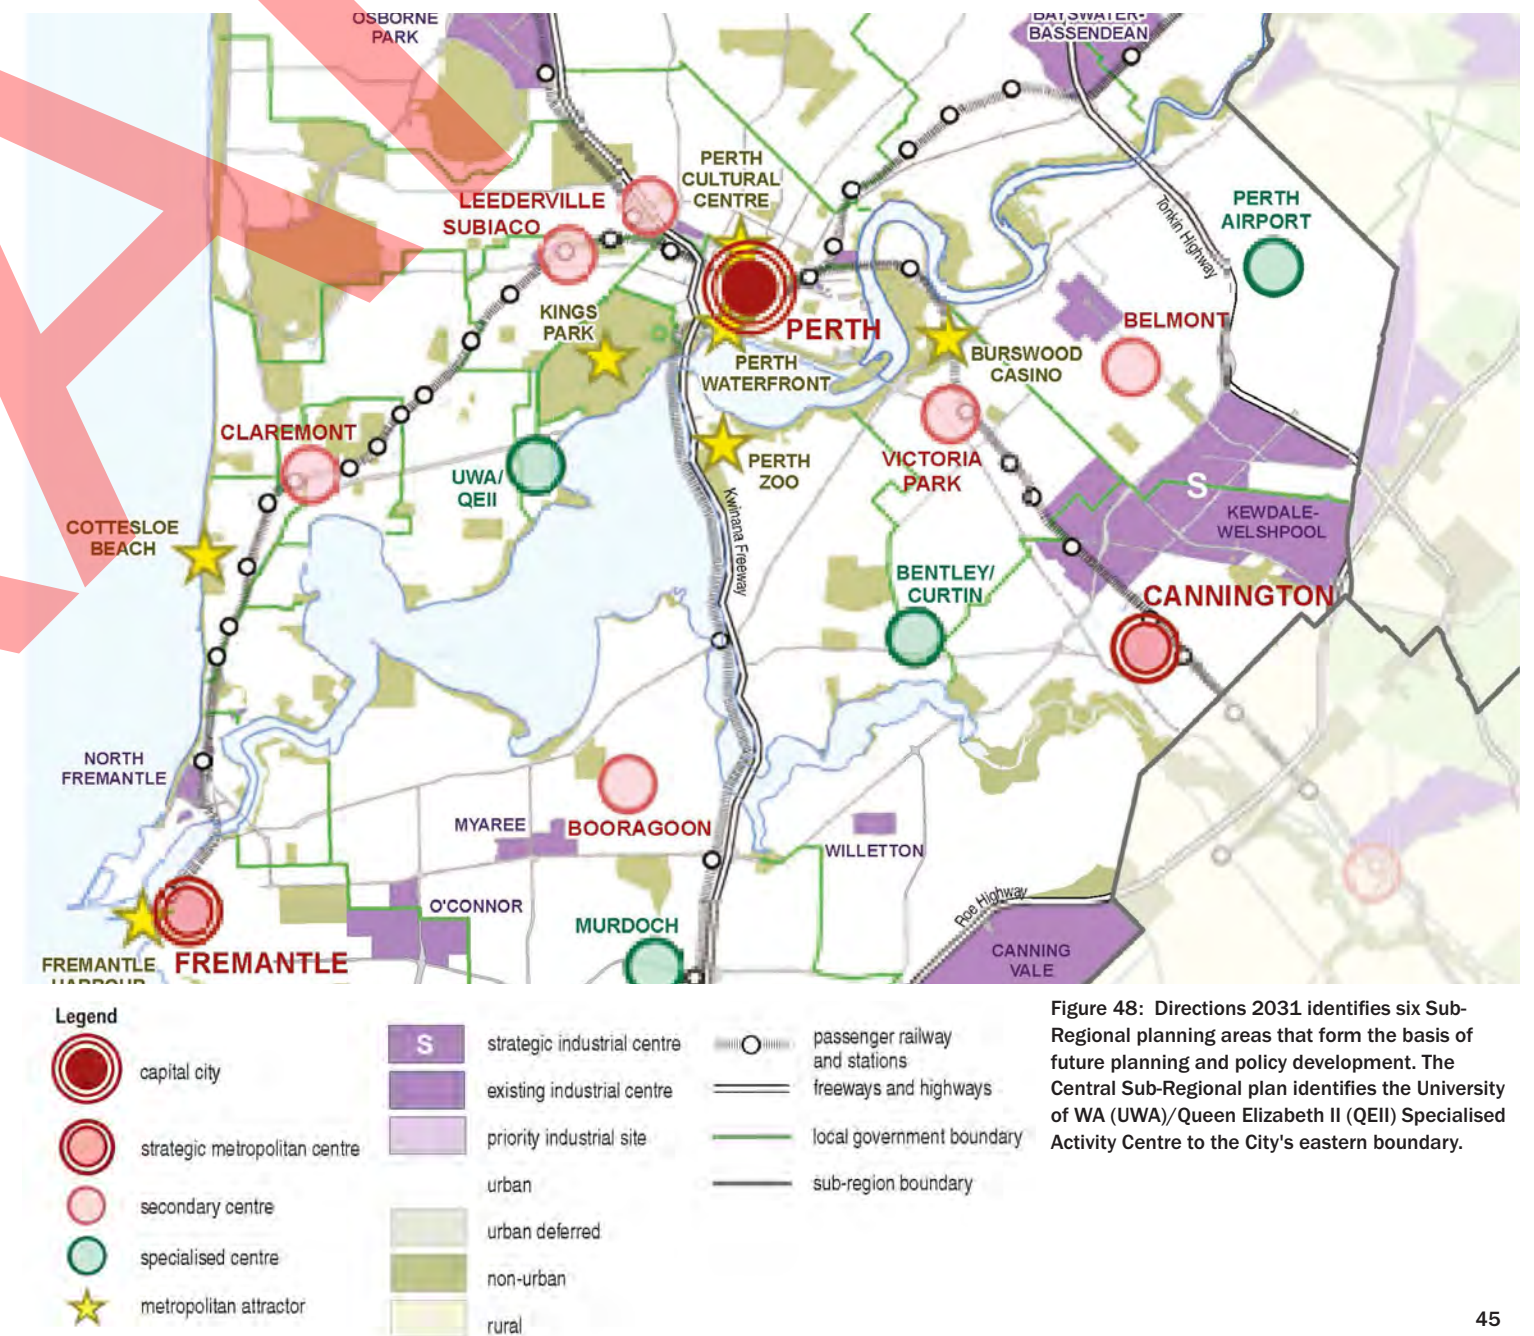 OSBORNE
PARK
BAYSWATER-
BASSENDEAN
PERTH
CULTURAL
CENTRE
LEEDERVILLE
SUBIACO
PERTH
AIRPORT
Tonkin Highway
KINGS
PARK
PERTH
BELMONT
PERTH
WATERFRONT
BURSWOOD
CASINO
CLAREMONT
UWA/
QEII
PERTH
ZOO
VICTORIA
PARK
S
KEWDALE-
WELSHPOOL
COTTESLOE
BEACH
Kwinana Freeway
BENTLEY/
CURTIN
CANNINGTON
NORTH
FREMANTLE
MYAREE
BOORAGOON
WILLETTON
O'CONNOR
Roe Highway
MURDOCH
CANNING
VALE
FREMANTLE
HARBOUR
FREMANTLE
Legend
capital city
strategic metropolitan centre
secondary centre
specialised centre
metropolitan attractor
S
strategic industrial centre
existing industrial centre
priority industrial site
urban
urban deferred
non-urban
rural
passenger railway
and stations
freeways and highways
local government boundary
sub-region boundary
Figure 48: Directions 2031 identifies six Sub-
Regional planning areas that form the basis of
future planning and policy development. The
Central Sub-Regional plan identifies the University
of WA (UWA)/Queen Elizabeth II (QEII) Specialised
Activity Centre to the City's eastern boundary.
45